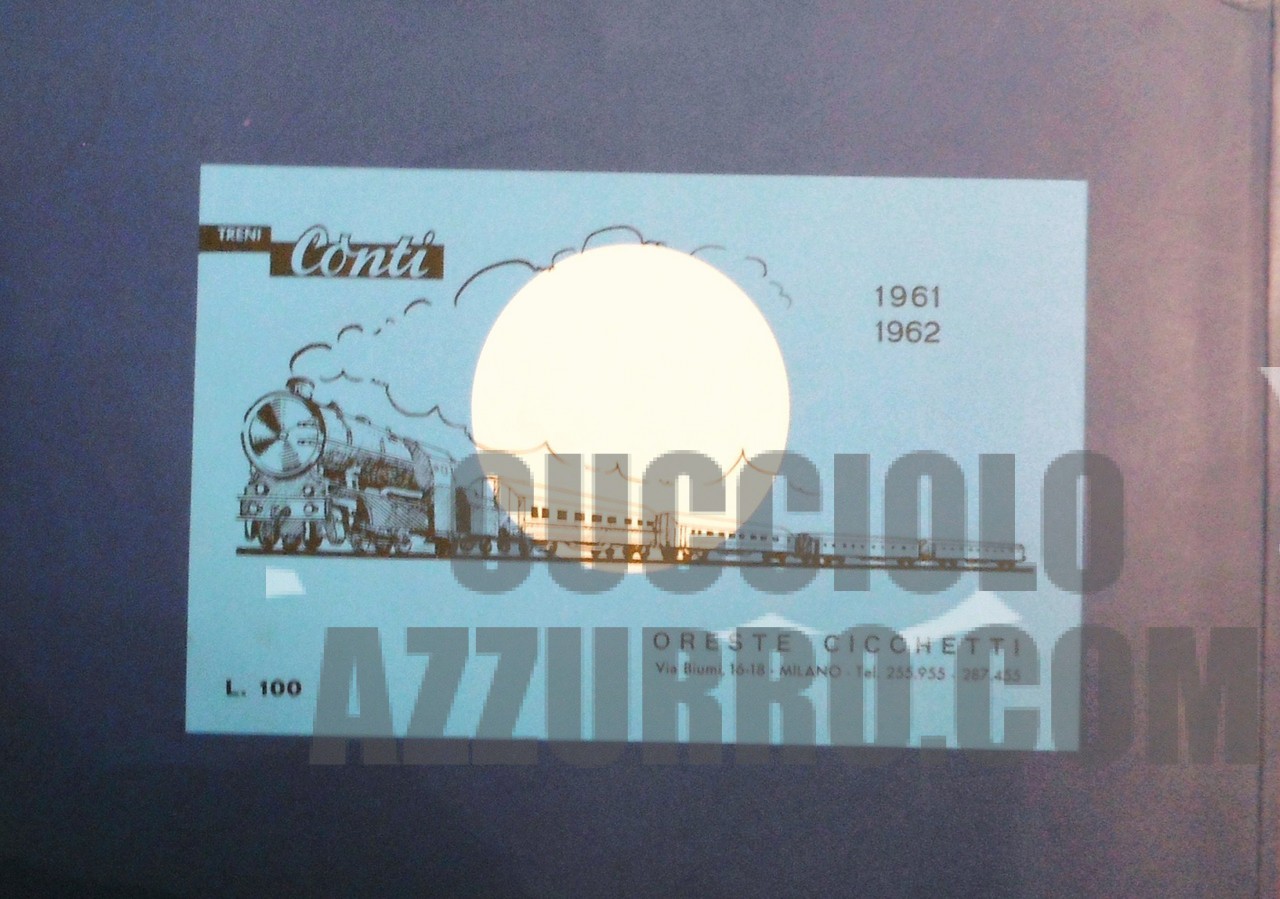 TRENI
Conti
1961
1962
CUCCIOLO
AZZURRO.COM
ORESTE CICCHETTI
Via Biumi, 16-18 - MILANO - Tel. 255.955 - 287.455
L. 100